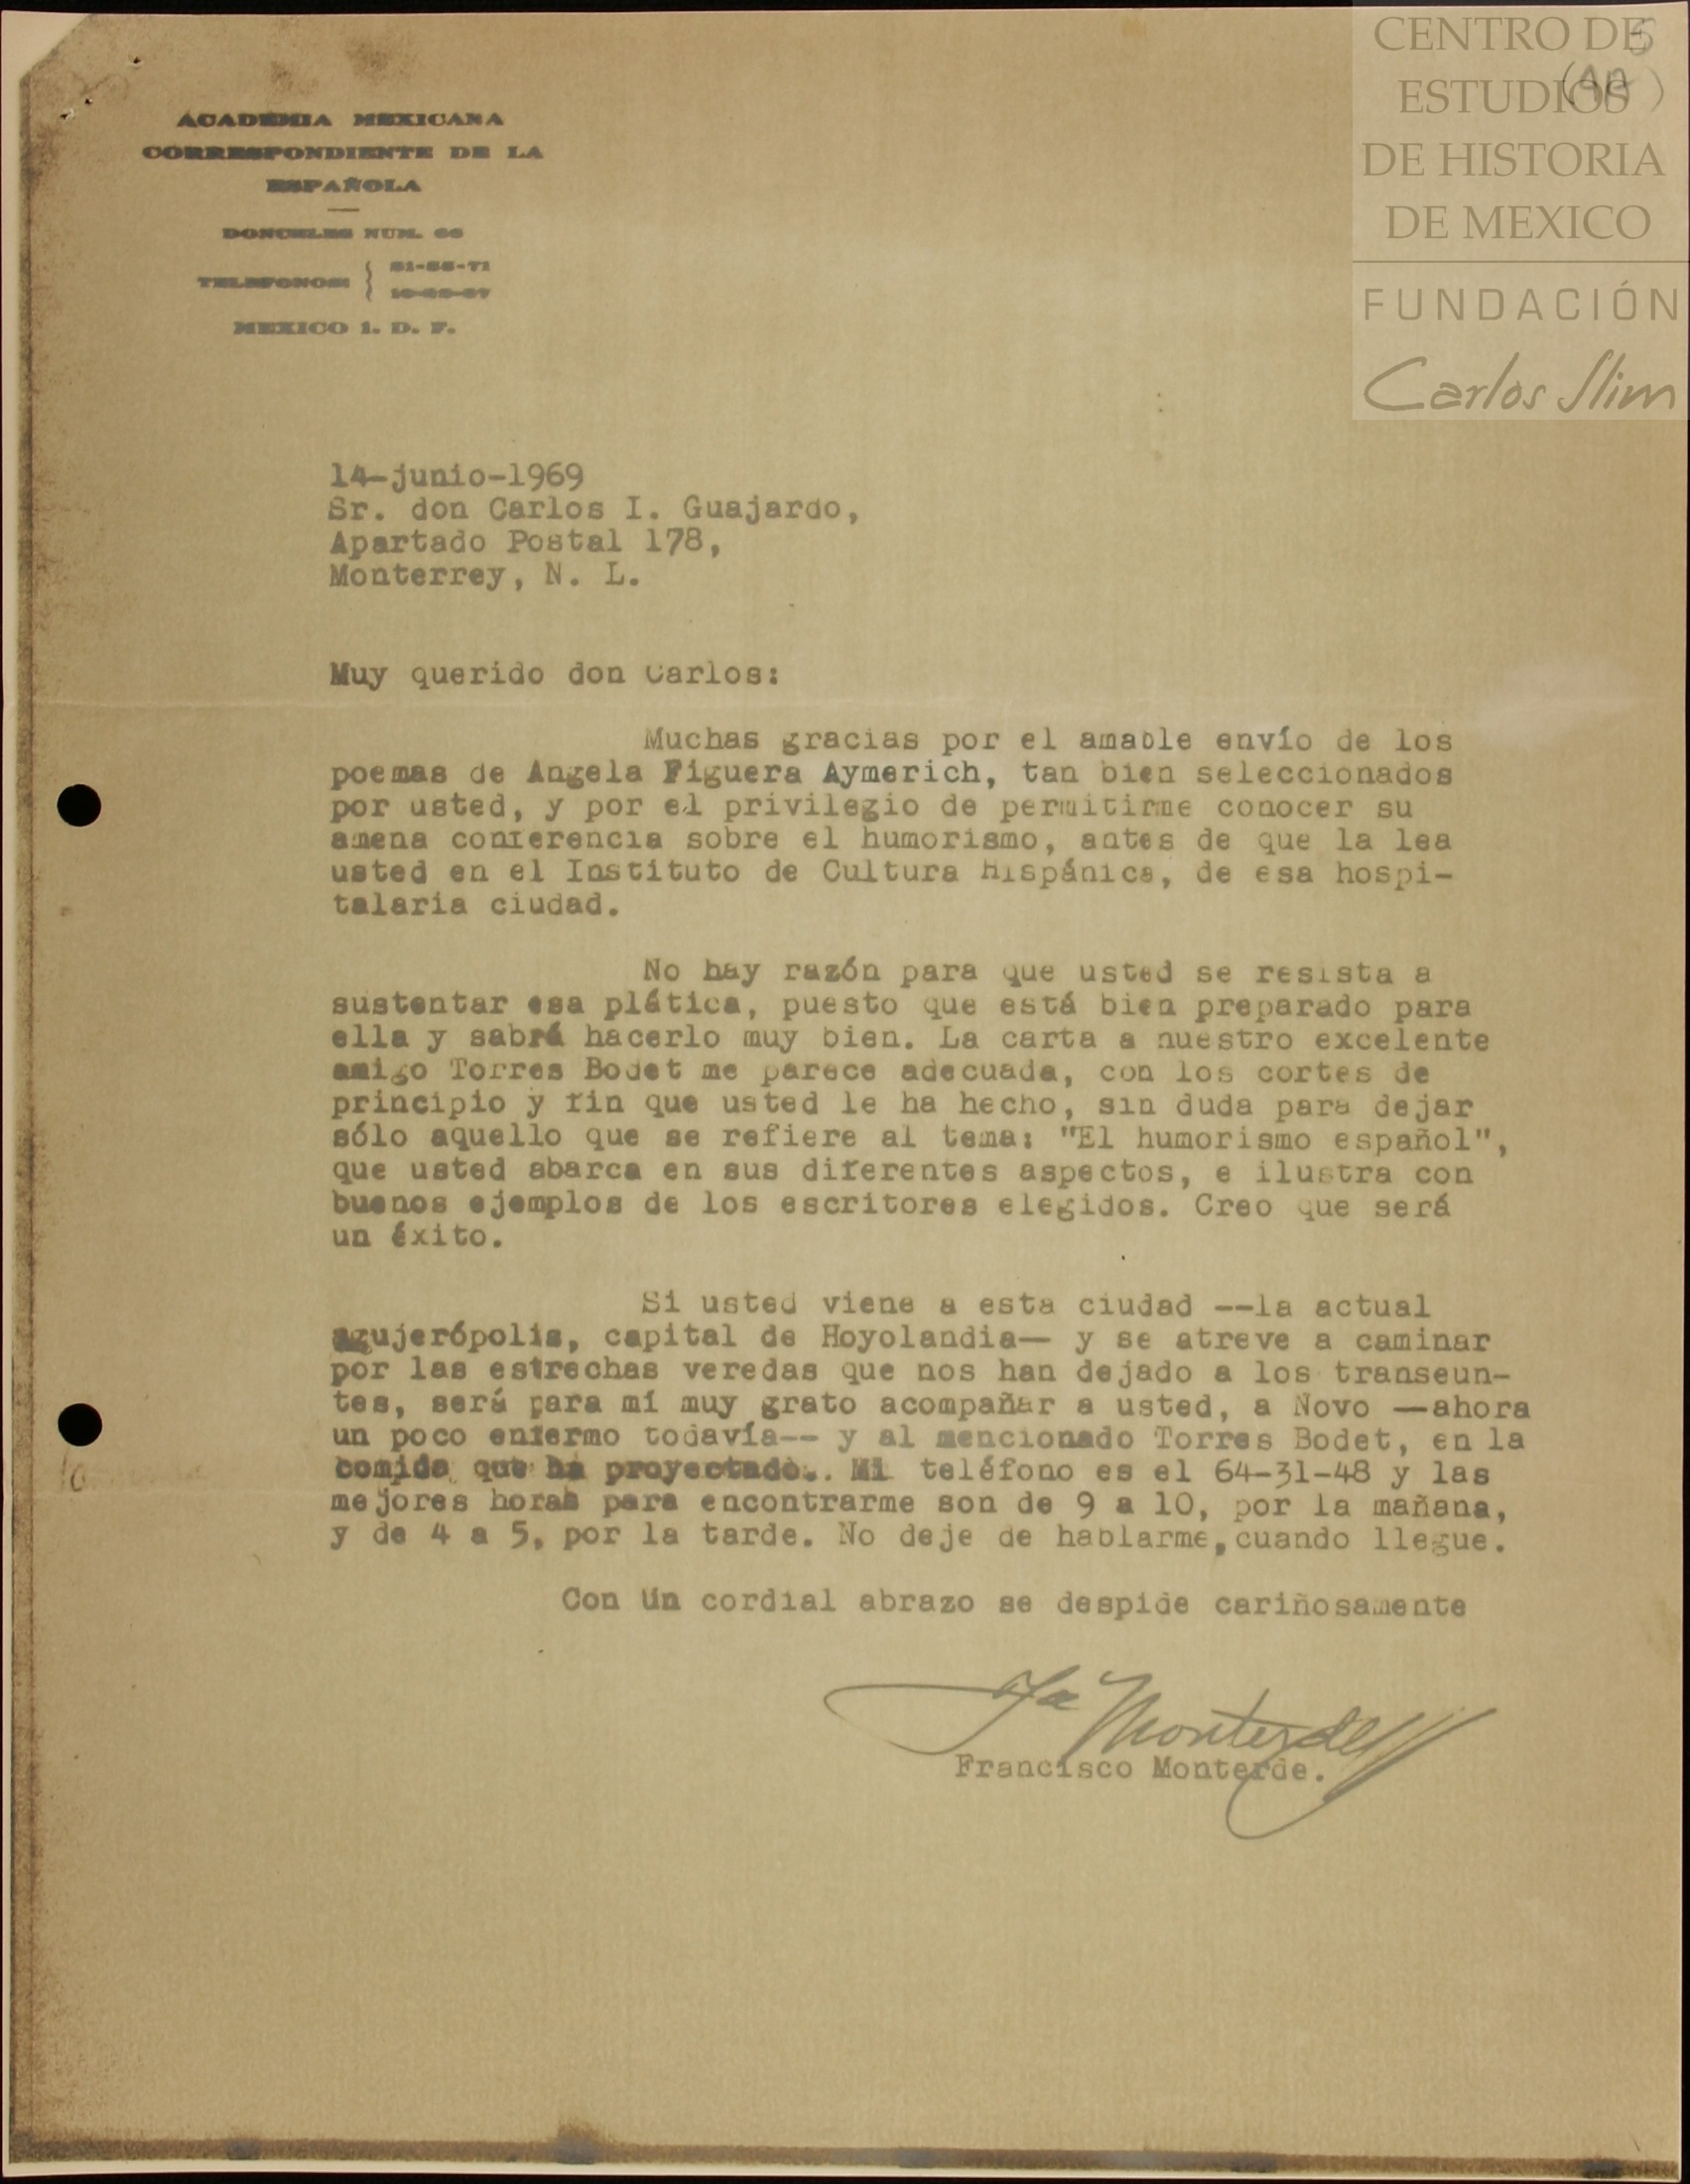 CENTRO DE
ESTUDIOS
DE HISTORIA
DE MEXICO
FUNDACIÓN
Carlos Slim
ACADEMIA MEXICANA
CORRESPONDIENTE DE LA
ESPAÑOLA
DONCELES NUM. 66
TELEFONOS:
MEXICO 1. D. F.
14-junio-1969
Sr. don Carlos I. Guajardo,
Apartado Postal 178,
Monterrey, N. L.
Muy querido don Carlos:
Muchas gracias por el amable envío de los
poemas de Angela Figuera Aymerich, tan bien seleccionados
por usted, y por el privilegio de permitirme conocer su
amena conferencia sobre el humorismo, antes de que la lea
usted en el Instituto de Cultura Hispánica, de esa hospi-
talaria ciudad.
No hay razón para que usted se resista a
sustentar esa plática, puesto que está bien preparado para
ella y sabrá hacerlo muy bien. La carta a nuestro excelente
amigo Torres Bodet me parece adecuada, con los cortes de
principio y fin que usted le ha hecho, sin duda para dejar
sólo aquello que se refiere al tema: "El humorismo español",
que usted abarca en sus diferentes aspectos, e ilustra con
buenos ejemplos de los escritores elegidos. Creo que será
un éxito.
Si usted viene a esta ciudad --la actual
agujerópolis, capital de Hoyolandia-- y se atreve a caminar
por las estrechas veredas que nos han dejado a los transeun-
tes, será para mí muy grato acompañar a usted, a Novo --ahora
un poco enfermo todavía-- y al mencionado Torres Bodet, en la
comida que ha proyectado.. Mi teléfono es el 64-31-48 y las
mejores horas para encontrarme son de 9 a 10, por la mañana,
y de 4 a 5, por la tarde. No deje de hablarme, cuando llegue.
Con un cordial abrazo se despide cariñosamente
Fco Monterde
Francisco Monterde.